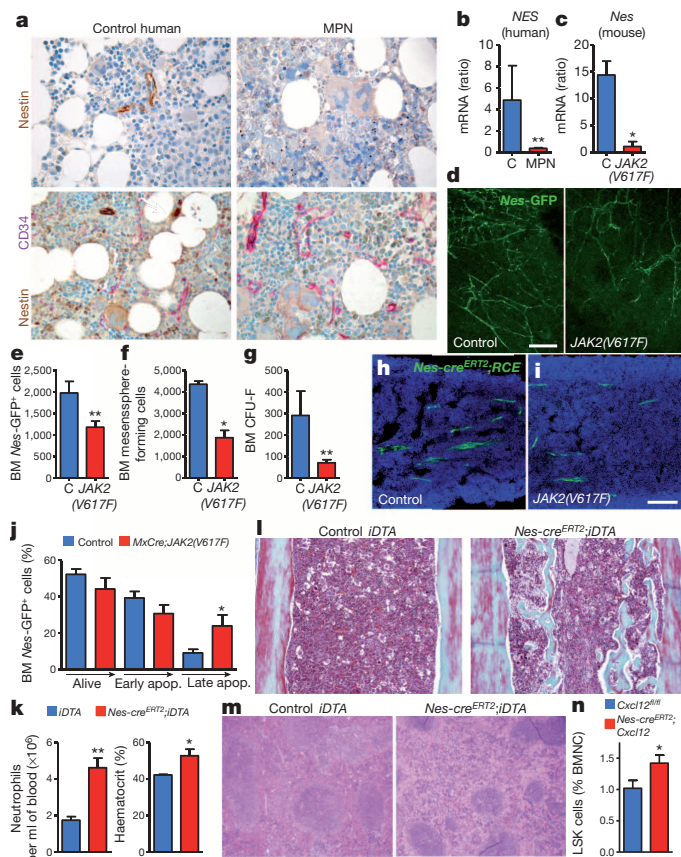 a
Control human
MPN
Nestin
CD34
Nestin
b
NES
(human)
mRNA (ratio)
10
8
6
4
2
0
**
C MPN
c
Nes
(mouse)
mRNA (ratio)
20
15
10
5
0
*
C JAK2
(V617F)
d
Nes-GFP
Control
JAK2(V617F)
e
BM Nes-GFP+ cells
2,500
2,000
1,500
1,000
500
0
**
C JAK2
(V617F)
f
BM mesenssphere-
forming cells
5,000
4,000
3,000
2,000
1,000
0
*
C JAK2
(V617F)
g
BM CFU-F
500
400
300
200
100
0
**
C JAK2
(V617F)
h
Nes-creERT2;RCE
Control
i
JAK2(V617F)
j
Control MxCre;JAK2(V617F)
BM Nes-GFP+ cells (%)
60
40
20
0
*
Alive Early apop. Late apop.
l
Control iDTA
Nes-creERT2;iDTA
k
iDTA Nes-creERT2;iDTA
Neutrophils
per ml of blood (×10⁶)
6
4
2
0
**
Haematocrit (%)
60
40
20
0
*
m
Control iDTA
Nes-creERT2;iDTA
n
Cxcl12fl/fl
Nes-creERT2;
Cxcl12
LSK cells (% BMNC)
1.5
1.0
0.5
0.0
*